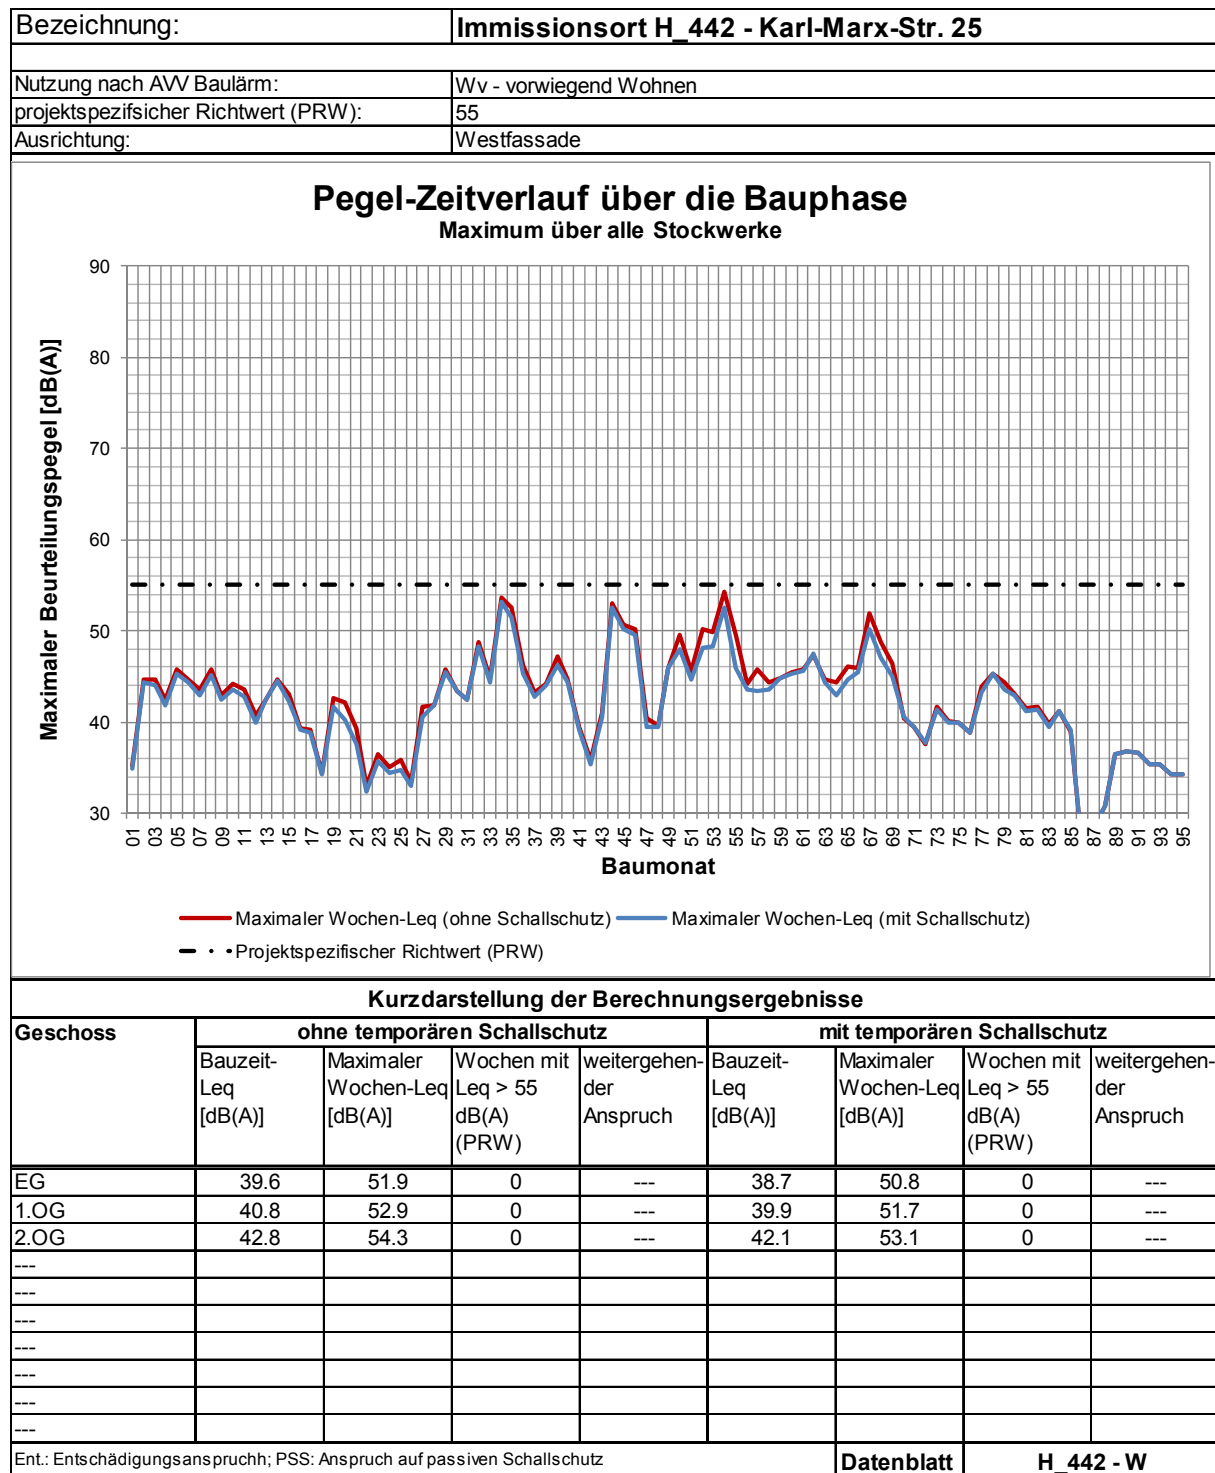 Bezeichnung: Immissionsort H_442 - Karl-Marx-Str. 25
Nutzung nach AVV Baulärm: Wv - vorwiegend Wohnen
projektspezifsicher Richtwert (PRW): 55
Ausrichtung: Westfassade
Pegel-Zeitverlauf über die Bauphase
Maximum über alle Stockwerke
Maximaler Beurteilungspegel [dB(A)]
90
80
70
60
50
40
30
01 03 05 07 09 11 13 15 17 19 21 23 25 27 29 31 33 35 37 39 41 43 45 47 49 51 53 55 57 59 61 63 65 67 69 71 73 75 77 79 81 83 85 87 89 91 93 95
Baumonat
Maximaler Wochen-Leq (ohne Schallschutz) Maximaler Wochen-Leq (mit Schallschutz)
Projektspezifischer Richtwert (PRW)
Kurzdarstellung der Berechnungsergebnisse
Geschoss ohne temporären Schallschutz mit temporären Schallschutz
Bauzeit- Maximaler Wochen mit weitergehen- Bauzeit- Maximaler Wochen mit weitergehen-
Leq Wochen-Leq Leq > 55 der Leq Wochen-Leq Leq > 55 der
[dB(A)] [dB(A)] dB(A) Anspruch [dB(A)] [dB(A)] dB(A) Anspruch
(PRW) (PRW)
EG 39.6 51.9 0 --- 38.7 50.8 0 ---
1.OG 40.8 52.9 0 --- 39.9 51.7 0 ---
2.OG 42.8 54.3 0 --- 42.1 53.1 0 ---
---
---
---
---
---
---
---
Ent.: Entschädigungsanspruchh; PSS: Anspruch auf passiven Schallschutz Datenblatt H_442 - W